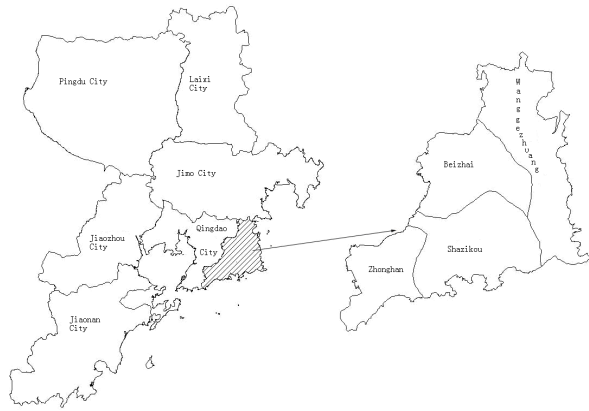 Pingdu City
Laixi
City
Jimo City
Qingdao
City
Jiaozhou
City
Jiaonan
City
Wanggezhuang
Beizhai
Shazikou
Zhonghan